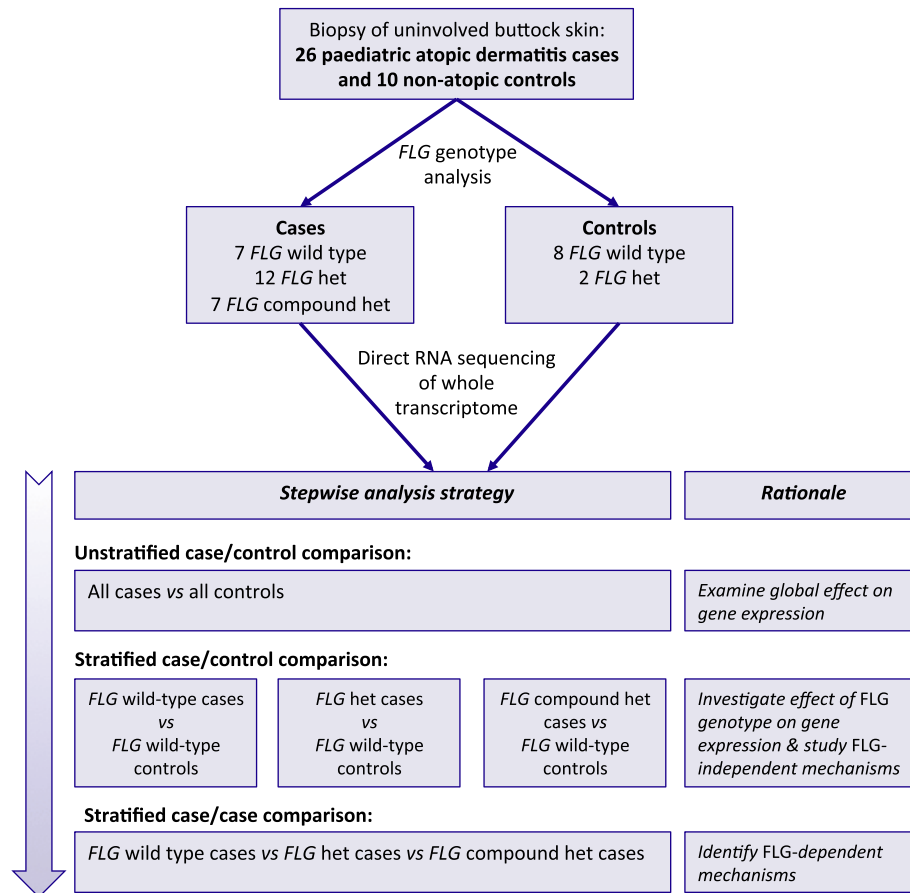 Biopsy of uninvolved buttock skin:
26 paediatric atopic dermatitis cases
and 10 non-atopic controls
FLG genotype
analysis
Cases
7 FLG wild type
12 FLG het
7 FLG compound het
Controls
8 FLG wild type
2 FLG het
Direct RNA sequencing
of whole
transcriptome
Stepwise analysis strategy
Rationale
Unstratified case/control comparison:
All cases vs all controls
Examine global effect on
gene expression
Stratified case/control comparison:
FLG wild-type cases
vs
FLG wild-type
controls
FLG het cases
vs
FLG wild-type
controls
FLG compound het
cases vs
FLG wild-type
controls
Investigate effect of FLG
genotype on gene
expression & study FLG-
independent mechanisms
Stratified case/case comparison:
FLG wild type cases vs FLG het cases vs FLG compound het cases
Identify FLG-dependent
mechanisms